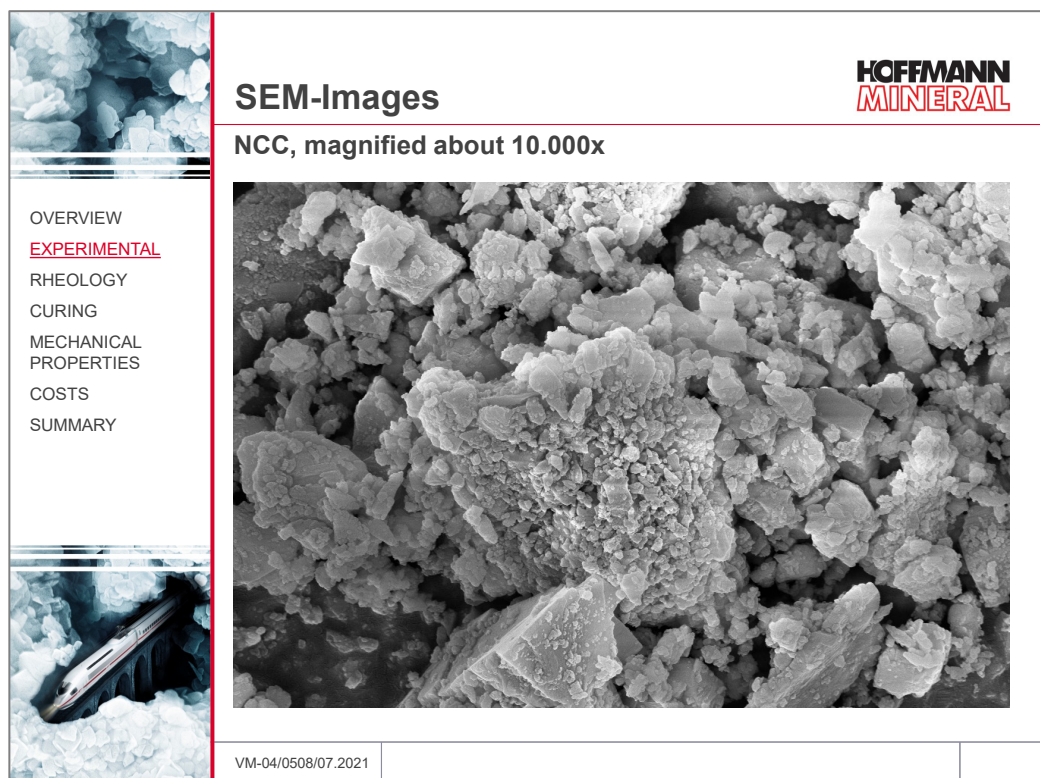 SEM-Images
HOFFMANN
MINERAL
NCC, magnified about 10.000x
OVERVIEW
EXPERIMENTAL
RHEOLOGY
CURING
MECHANICAL
PROPERTIES
COSTS
SUMMARY
VM-04/0508/07.2021